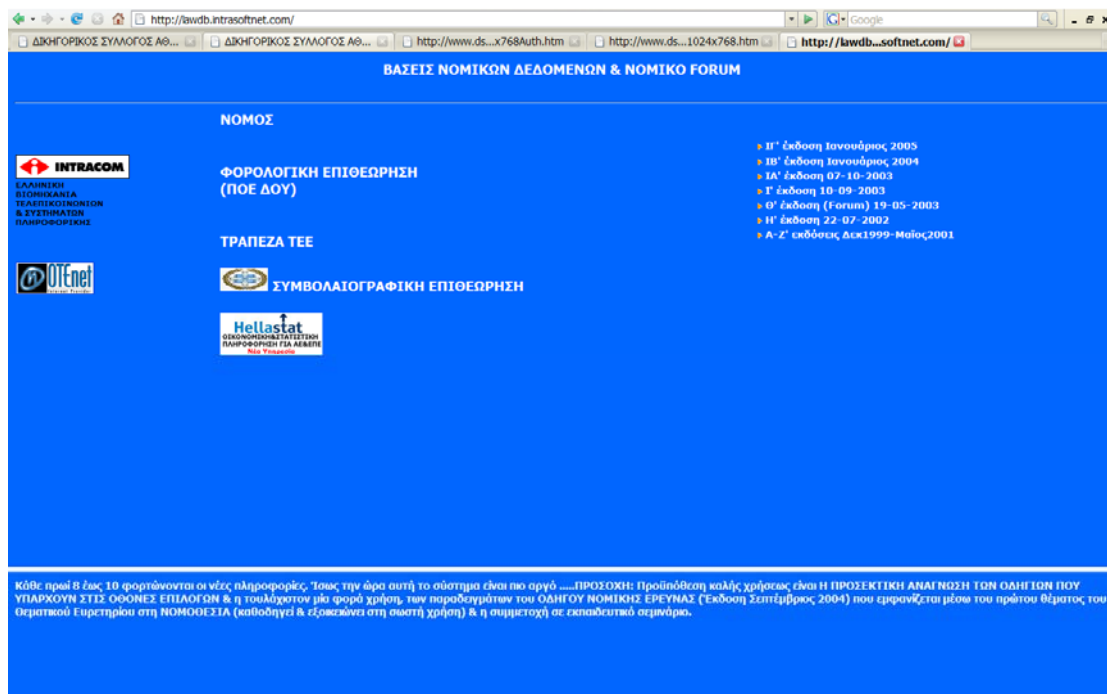 http://lawdb.intrasoftnet.com/
Google
ΔΙΚΗΓΟΡΙΚΟΣ ΣΥΛΛΟΓΟΣ ΑΘ...
ΔΙΚΗΓΟΡΙΚΟΣ ΣΥΛΛΟΓΟΣ ΑΘ...
http://www.ds...x768Auth.htm
http://www.ds...1024x768.htm
http://lawdb...softnet.com/
ΒΑΣΕΙΣ ΝΟΜΙΚΩΝ ΔΕΔΟΜΕΝΩΝ & ΝΟΜΙΚΟ FORUM
INTRACOM
ΕΛΛΗΝΙΚΗ
ΒΙΟΜΗΧΑΝΙΑ
ΤΗΛΕΠΙΚΟΙΝΩΝΙΩΝ
& ΣΥΣΤΗΜΑΤΩΝ
ΠΛΗΡΟΦΟΡΙΚΗΣ
OTEnet
Internet Provider
ΝΟΜΟΣ
ΦΟΡΟΛΟΓΙΚΗ ΕΠΙΘΕΩΡΗΣΗ
(ΠΟΕ ΔΟΥ)
ΤΡΑΠΕΖΑ ΤΕΕ
ΣΥΜΒΟΛΑΙΟΓΡΑΦΙΚΗ ΕΠΙΘΕΩΡΗΣΗ
Hellastat
ΟΙΚΟΝΟΜΙΚΗ&ΣΤΑΤΙΣΤΙΚΗ
ΠΛΗΡΟΦΟΡΗΣΗ ΓΙΑ ΑΕ&ΕΠΕ
Νέα Υπηρεσία
ΙΓ' έκδοση Ιανουάριος 2005
ΙΒ' έκδοση Ιανουάριος 2004
ΙΑ' έκδοση 07-10-2003
Ι' έκδοση 10-09-2003
Θ' έκδοση (Forum) 19-05-2003
Η' έκδοση 22-07-2002
Α-Ζ' εκδόσεις Δεκ1999-Μαϊος2001
Κάθε πρωί 8 έως 10 φορτώνονται οι νέες πληροφορίες. Ίσως την ώρα αυτή το σύστημα είναι πιο αργό .....ΠΡΟΣΟΧΗ: Προϋπόθεση καλής χρήσεως είναι Η ΠΡΟΣΕΚΤΙΚΗ ΑΝΑΓΝΩΣΗ ΤΩΝ ΟΔΗΓΙΩΝ ΠΟΥ
ΥΠΑΡΧΟΥΝ ΣΤΙΣ ΟΘΟΝΕΣ ΕΠΙΛΟΓΩΝ & η τουλάχιστον μία φορά χρήση, των παραδειγμάτων του ΟΔΗΓΟΥ ΝΟΜΙΚΗΣ ΕΡΕΥΝΑΣ (Έκδοση Σεπτέμβριος 2004) που εμφανίζεται μέσω του πρώτου θέματος του
Θεματικού Ευρετηρίου στη ΝΟΜΟΘΕΣΙΑ (καθοδηγεί & εξοικειώνει στη σωστή χρήση) & η συμμετοχή σε εκπαιδευτικό σεμινάριο.